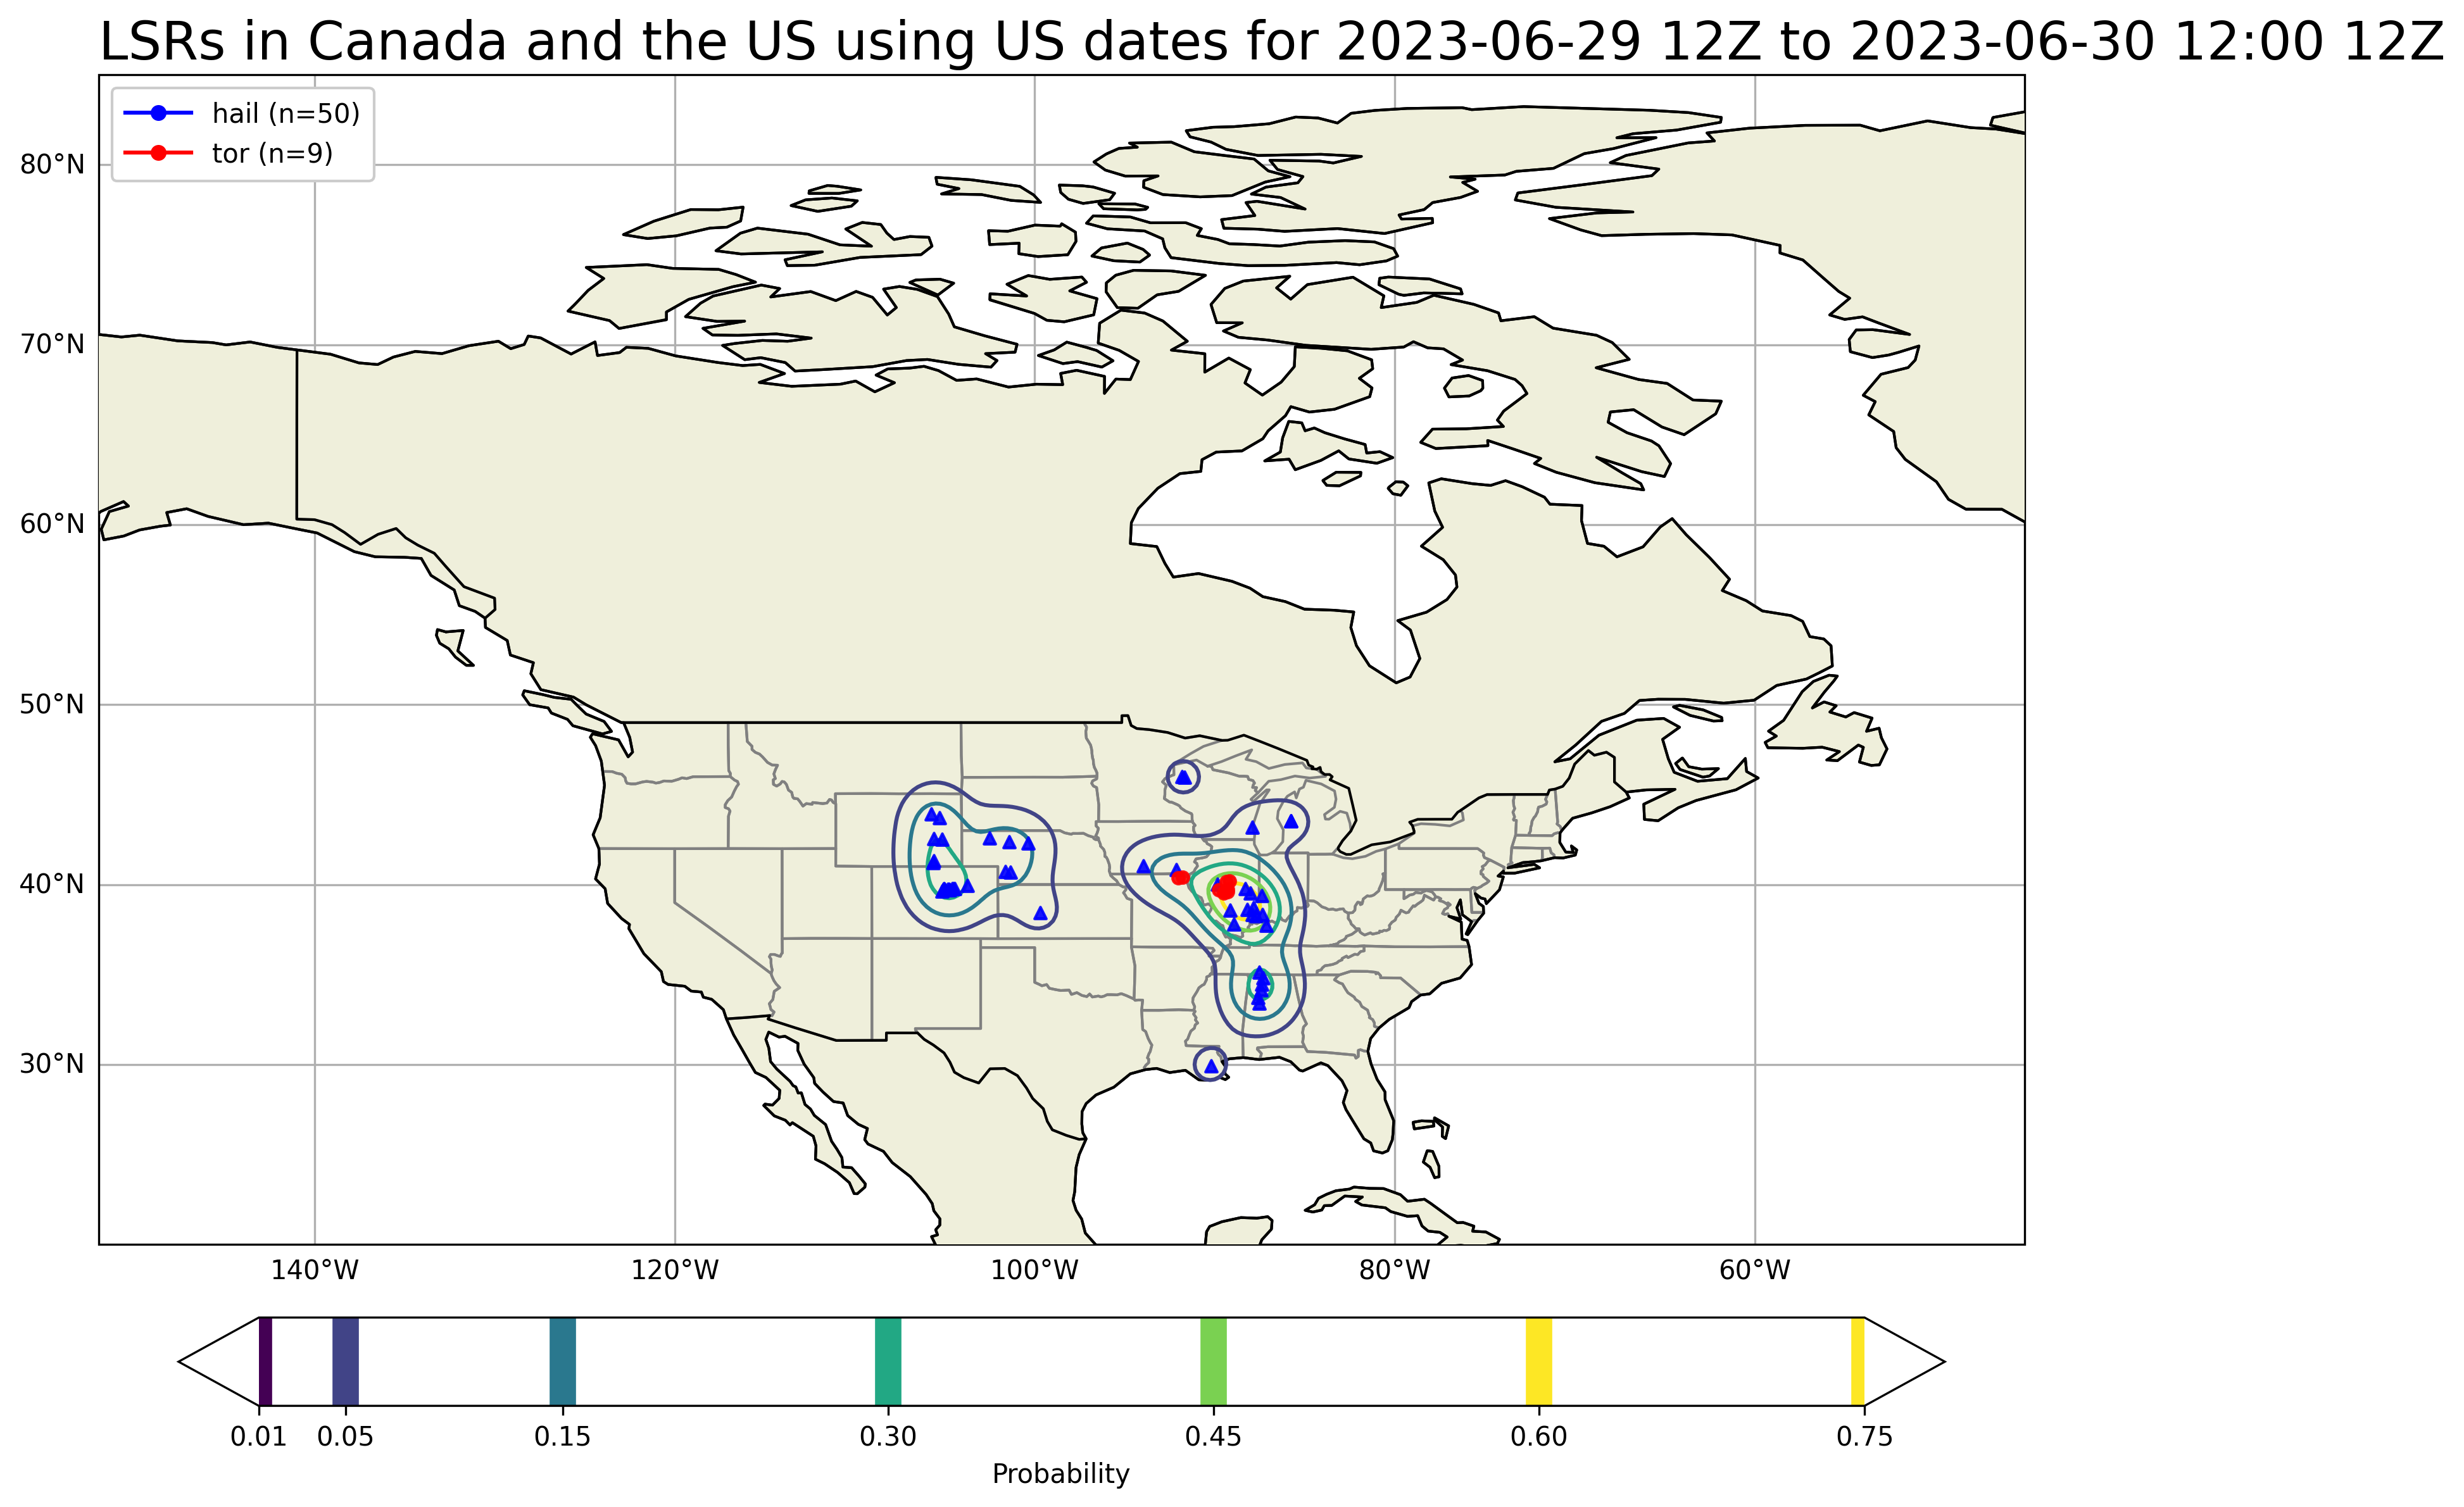 LSRs in Canada and the US using US dates for 2023-06-29 12Z to 2023-06-30 12:00 12Z
hail (n=50)
tor (n=9)
80°N
70°N
60°N
50°N
40°N
30°N
140°W 120°W 100°W 80°W 60°W
0.01 0.05 0.15 0.30 0.45 0.60 0.75
Probability